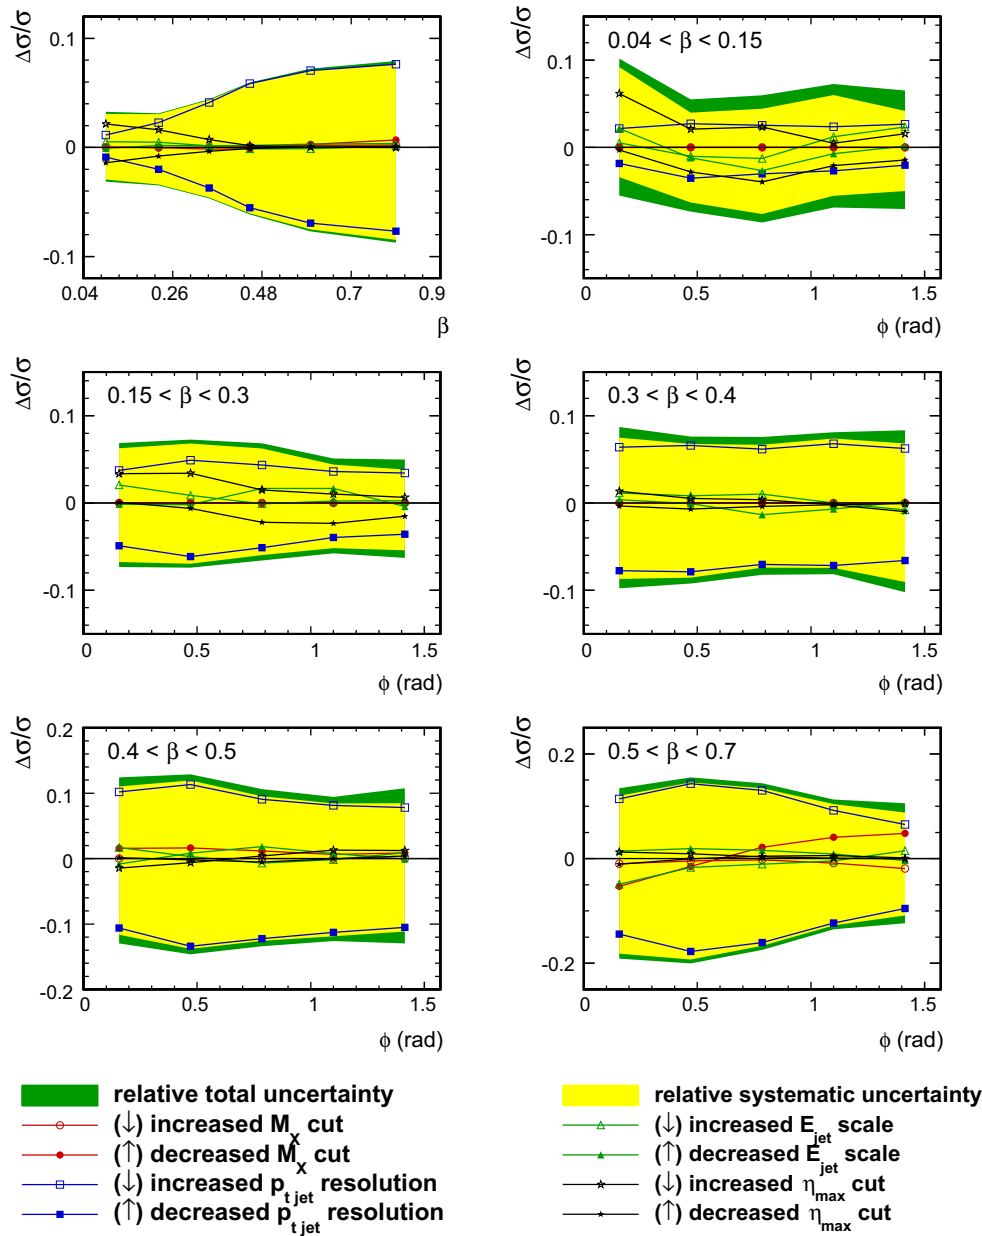 Δσ/σ
0.1
0
-0.1
0.04 0.26 0.48 0.7 0.9
β
Δσ/σ
0.04 < β < 0.15
0.1
0
-0.1
0 0.5 1 1.5
φ (rad)
Δσ/σ
0.15 < β < 0.3
0.1
0
-0.1
0 0.5 1 1.5
φ (rad)
Δσ/σ
0.3 < β < 0.4
0.1
0
-0.1
0 0.5 1 1.5
φ (rad)
Δσ/σ
0.4 < β < 0.5
0.2
0.1
0
-0.1
-0.2
0 0.5 1 1.5
φ (rad)
Δσ/σ
0.5 < β < 0.7
0.2
0
-0.2
0 0.5 1 1.5
φ (rad)
relative total uncertainty
(↓) increased M_X cut
(↑) decreased M_X cut
(↓) increased p_t jet resolution
(↑) decreased p_t jet resolution
relative systematic uncertainty
(↓) increased E_jet scale
(↑) decreased E_jet scale
(↓) increased η_max cut
(↑) decreased η_max cut